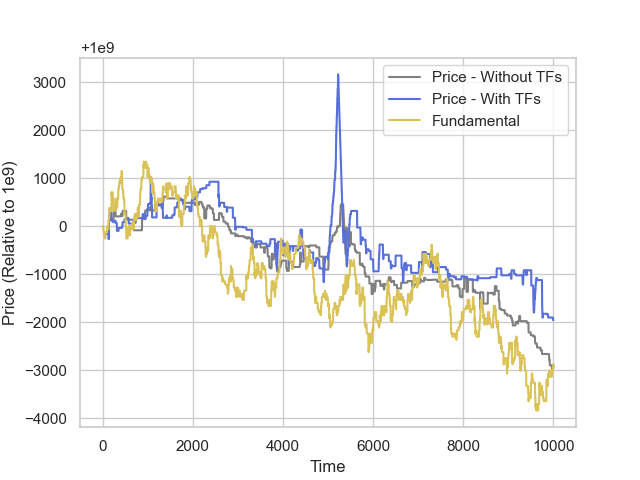 +1e9
Price - Without TFs
Price - With TFs
Fundamental
3000
2000
1000
0
−1000
−2000
−3000
−4000
Price (Relative to 1e9)
0
2000
4000
6000
8000
10000
Time